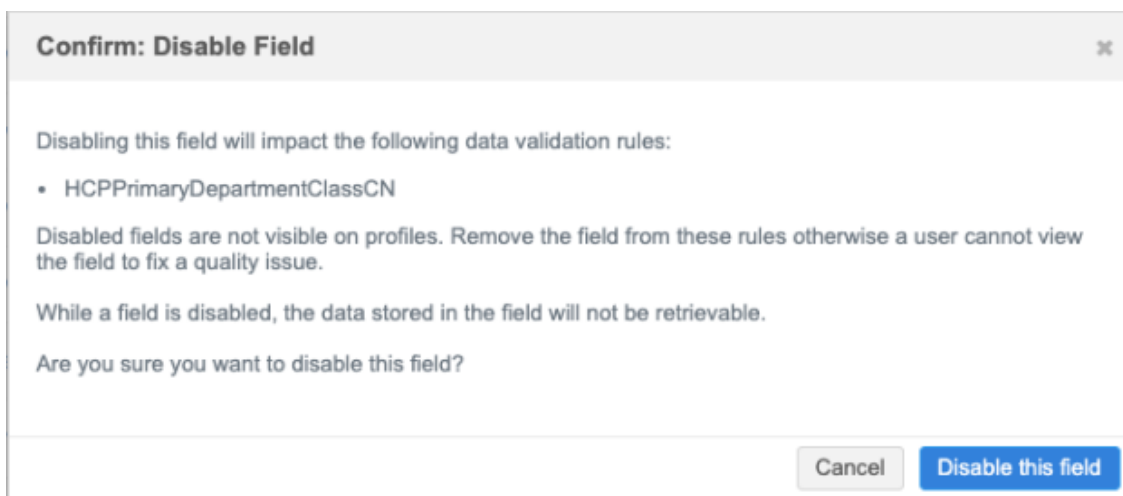 Confirm: Disable Field
Disabling this field will impact the following data validation rules:
• HCPPrimaryDepartmentClassCN
Disabled fields are not visible on profiles. Remove the field from these rules otherwise a user cannot view
the field to fix a quality issue.
While a field is disabled, the data stored in the field will not be retrievable.
Are you sure you want to disable this field?
Cancel
Disable this field